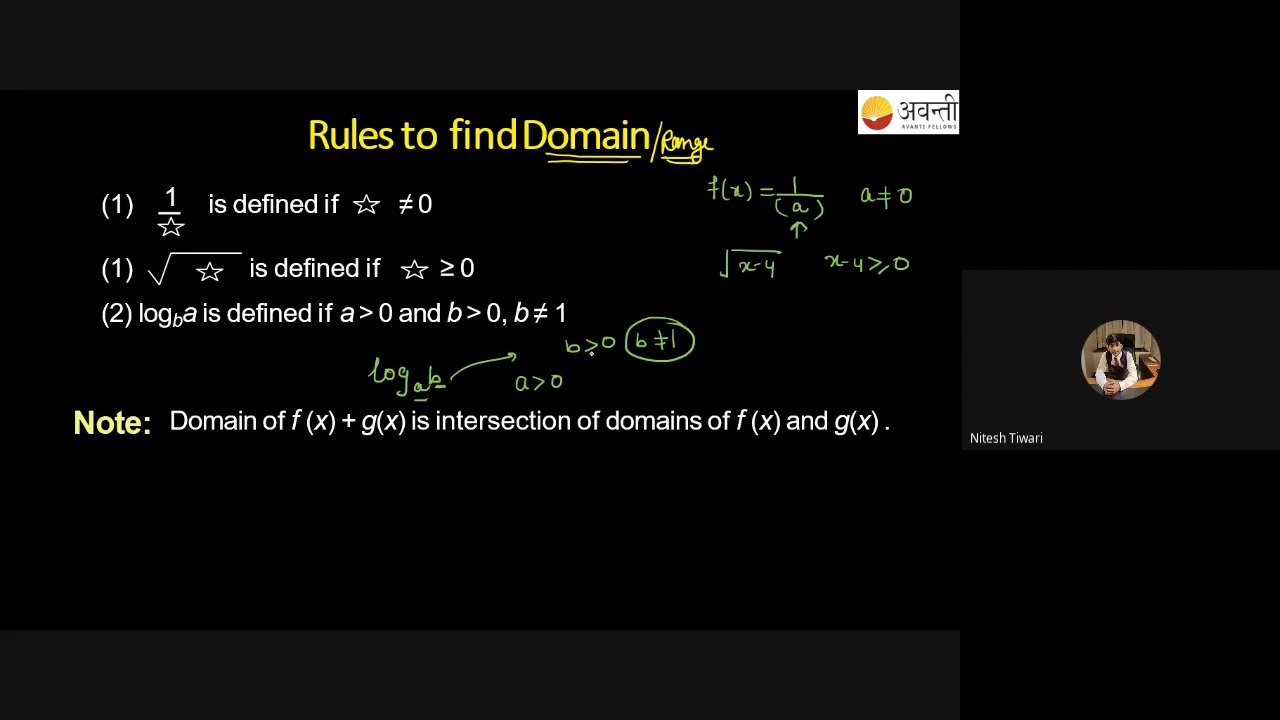 Rules to find Domain/Range
अवन्ती
AVANTI FELLOWS
(1) 1/☆ is defined if ☆ ≠ 0
f(x) = 1/(a) a ≠ 0
(1) √☆ is defined if ☆ ≥ 0
√x-4 x-4 ≥ 0
(2) log_b a is defined if a > 0 and b > 0, b ≠ 1
b > 0 b ≠ 1
log_a b a > 0
Note: Domain of f (x) + g(x) is intersection of domains of f (x) and g(x) .
Nitesh Tiwari